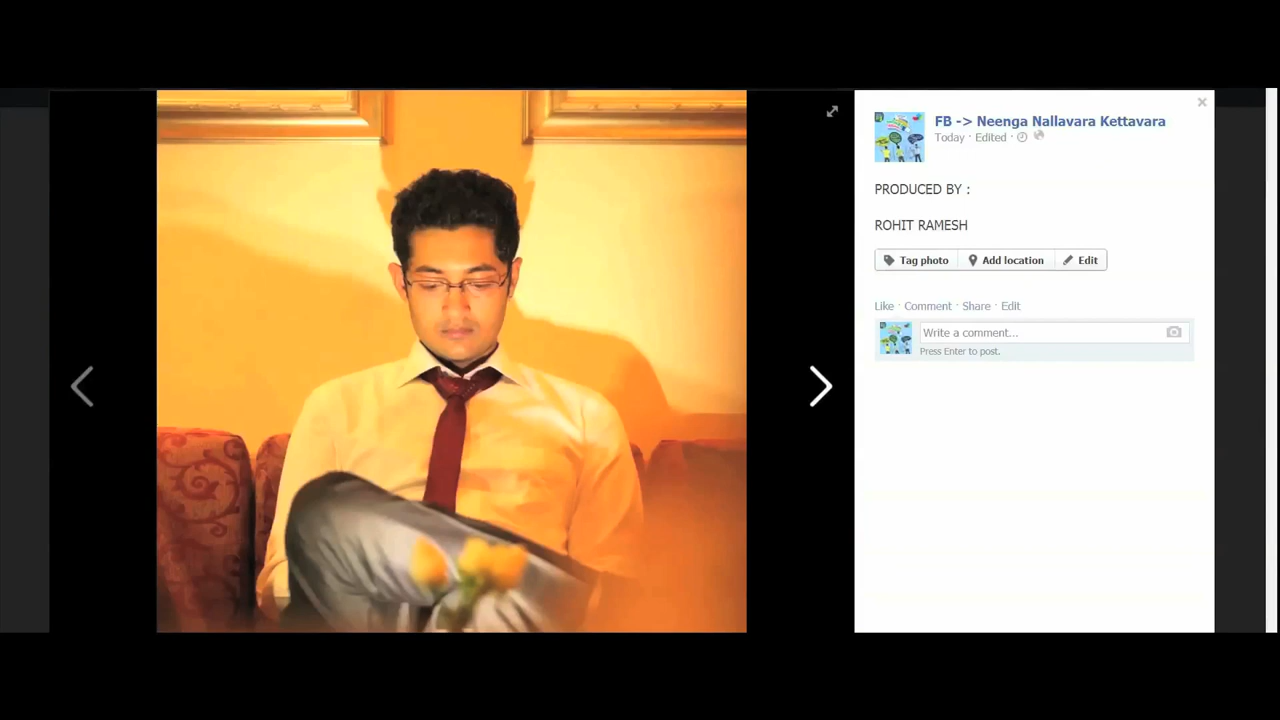 FB -> Neenga Nallavara Kettavara
Today · Edited ·
PRODUCED BY :
ROHIT RAMESH
Tag photo Add location Edit
Like · Comment · Share · Edit
Write a comment...
Press Enter to post.